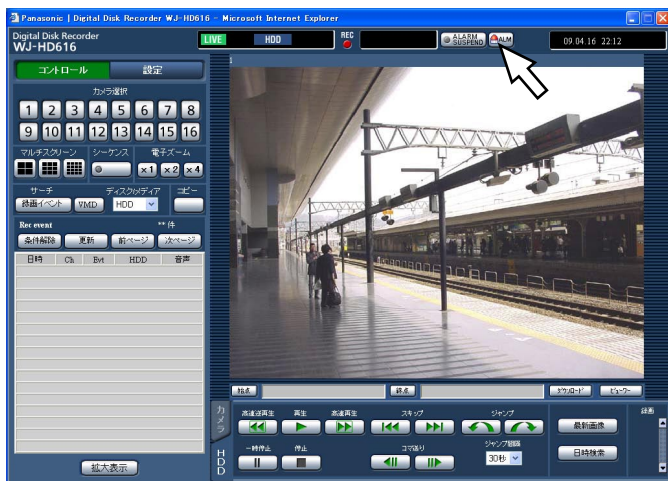 Panasonic | Digital Disk Recorder WJ-HD616 - Microsoft Internet Explorer
Digital Disk Recorder
WJ-HD616
LIVE HDD REC ALARM SUSPEND ALM 09.04.16 22:12
コントロール 設定
カメラ選択
1 2 3 4 5 6 7 8
9 10 11 12 13 14 15 16
マルチスクリーン シーケンス 電子ズーム
×1 ×2 ×4
サーチ ディスク/メディア コピー
録画イベント VMD HDD
Rec event ** 件
条件解除 更新 前ページ 次ページ
日時 Ch Evt HDD 音声
拡大表示
始点 終点 ダウンロード ビューワー
カメラ
HDD
高速逆再生 再生 高速再生 スキップ ジャンプ 録画
最新画像
一時停止 停止 コマ送り ジャンプ間隔
30秒 日時検索